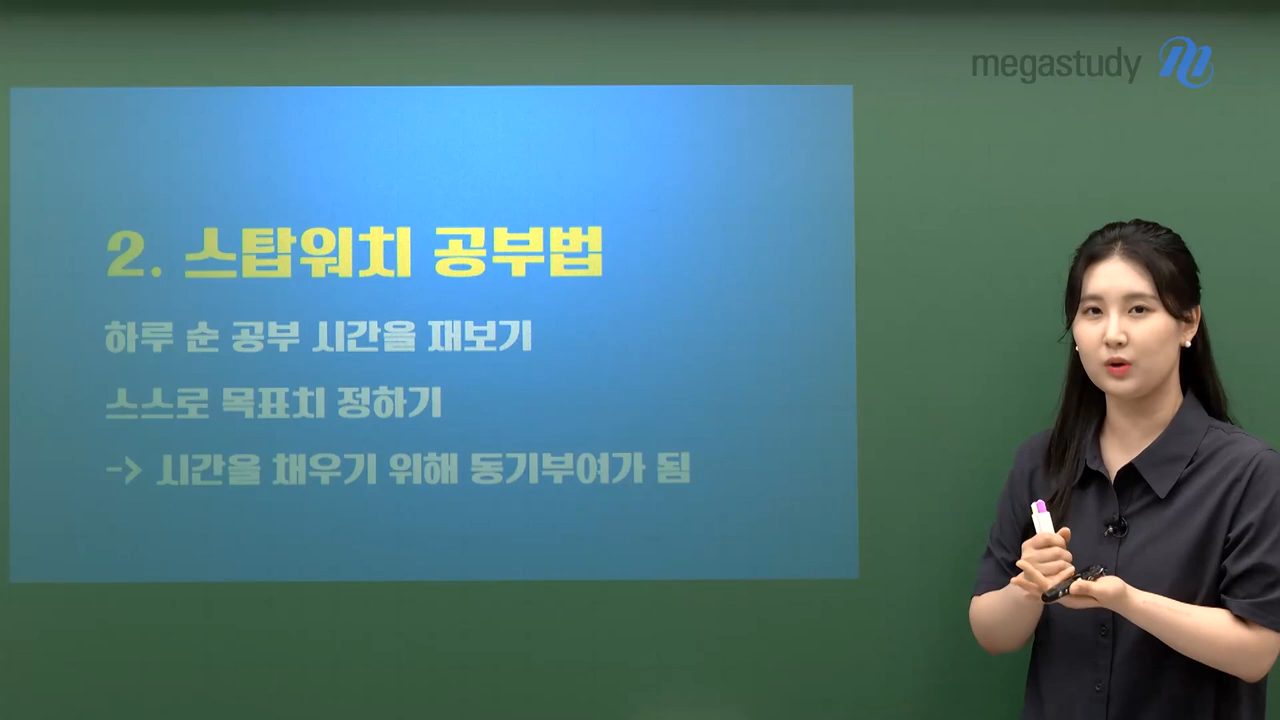 megastudy
2. 스탑워치 공부법
하루 순 공부 시간을 재보기
스스로 목표치 정하기
-> 시간을 채우기 위해 동기부여가 됨